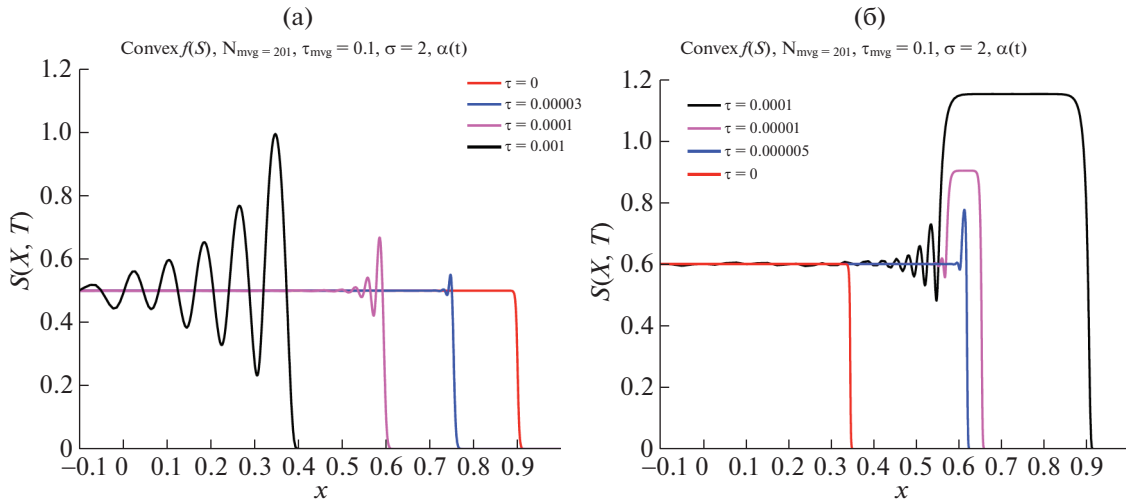 (а)
Convex f(S), N mvg = 201, τ mvg = 0.1, σ = 2, α(t)
1.2
1.0
0.8
0.6
0.4
0.2
0
S(X, T)
τ = 0
τ = 0.00003
τ = 0.0001
τ = 0.001
−0.1 0 0.1 0.2 0.3 0.4 0.5 0.6 0.7 0.8 0.9
x
(б)
Convex f(S), N mvg = 201, τ mvg = 0.1, σ = 2, α(t)
1.2
1.0
0.8
0.6
0.4
0.2
0
S(X, T)
τ = 0.0001
τ = 0.00001
τ = 0.000005
τ = 0
−0.1 0 0.1 0.2 0.3 0.4 0.5 0.6 0.7 0.8 0.9
x